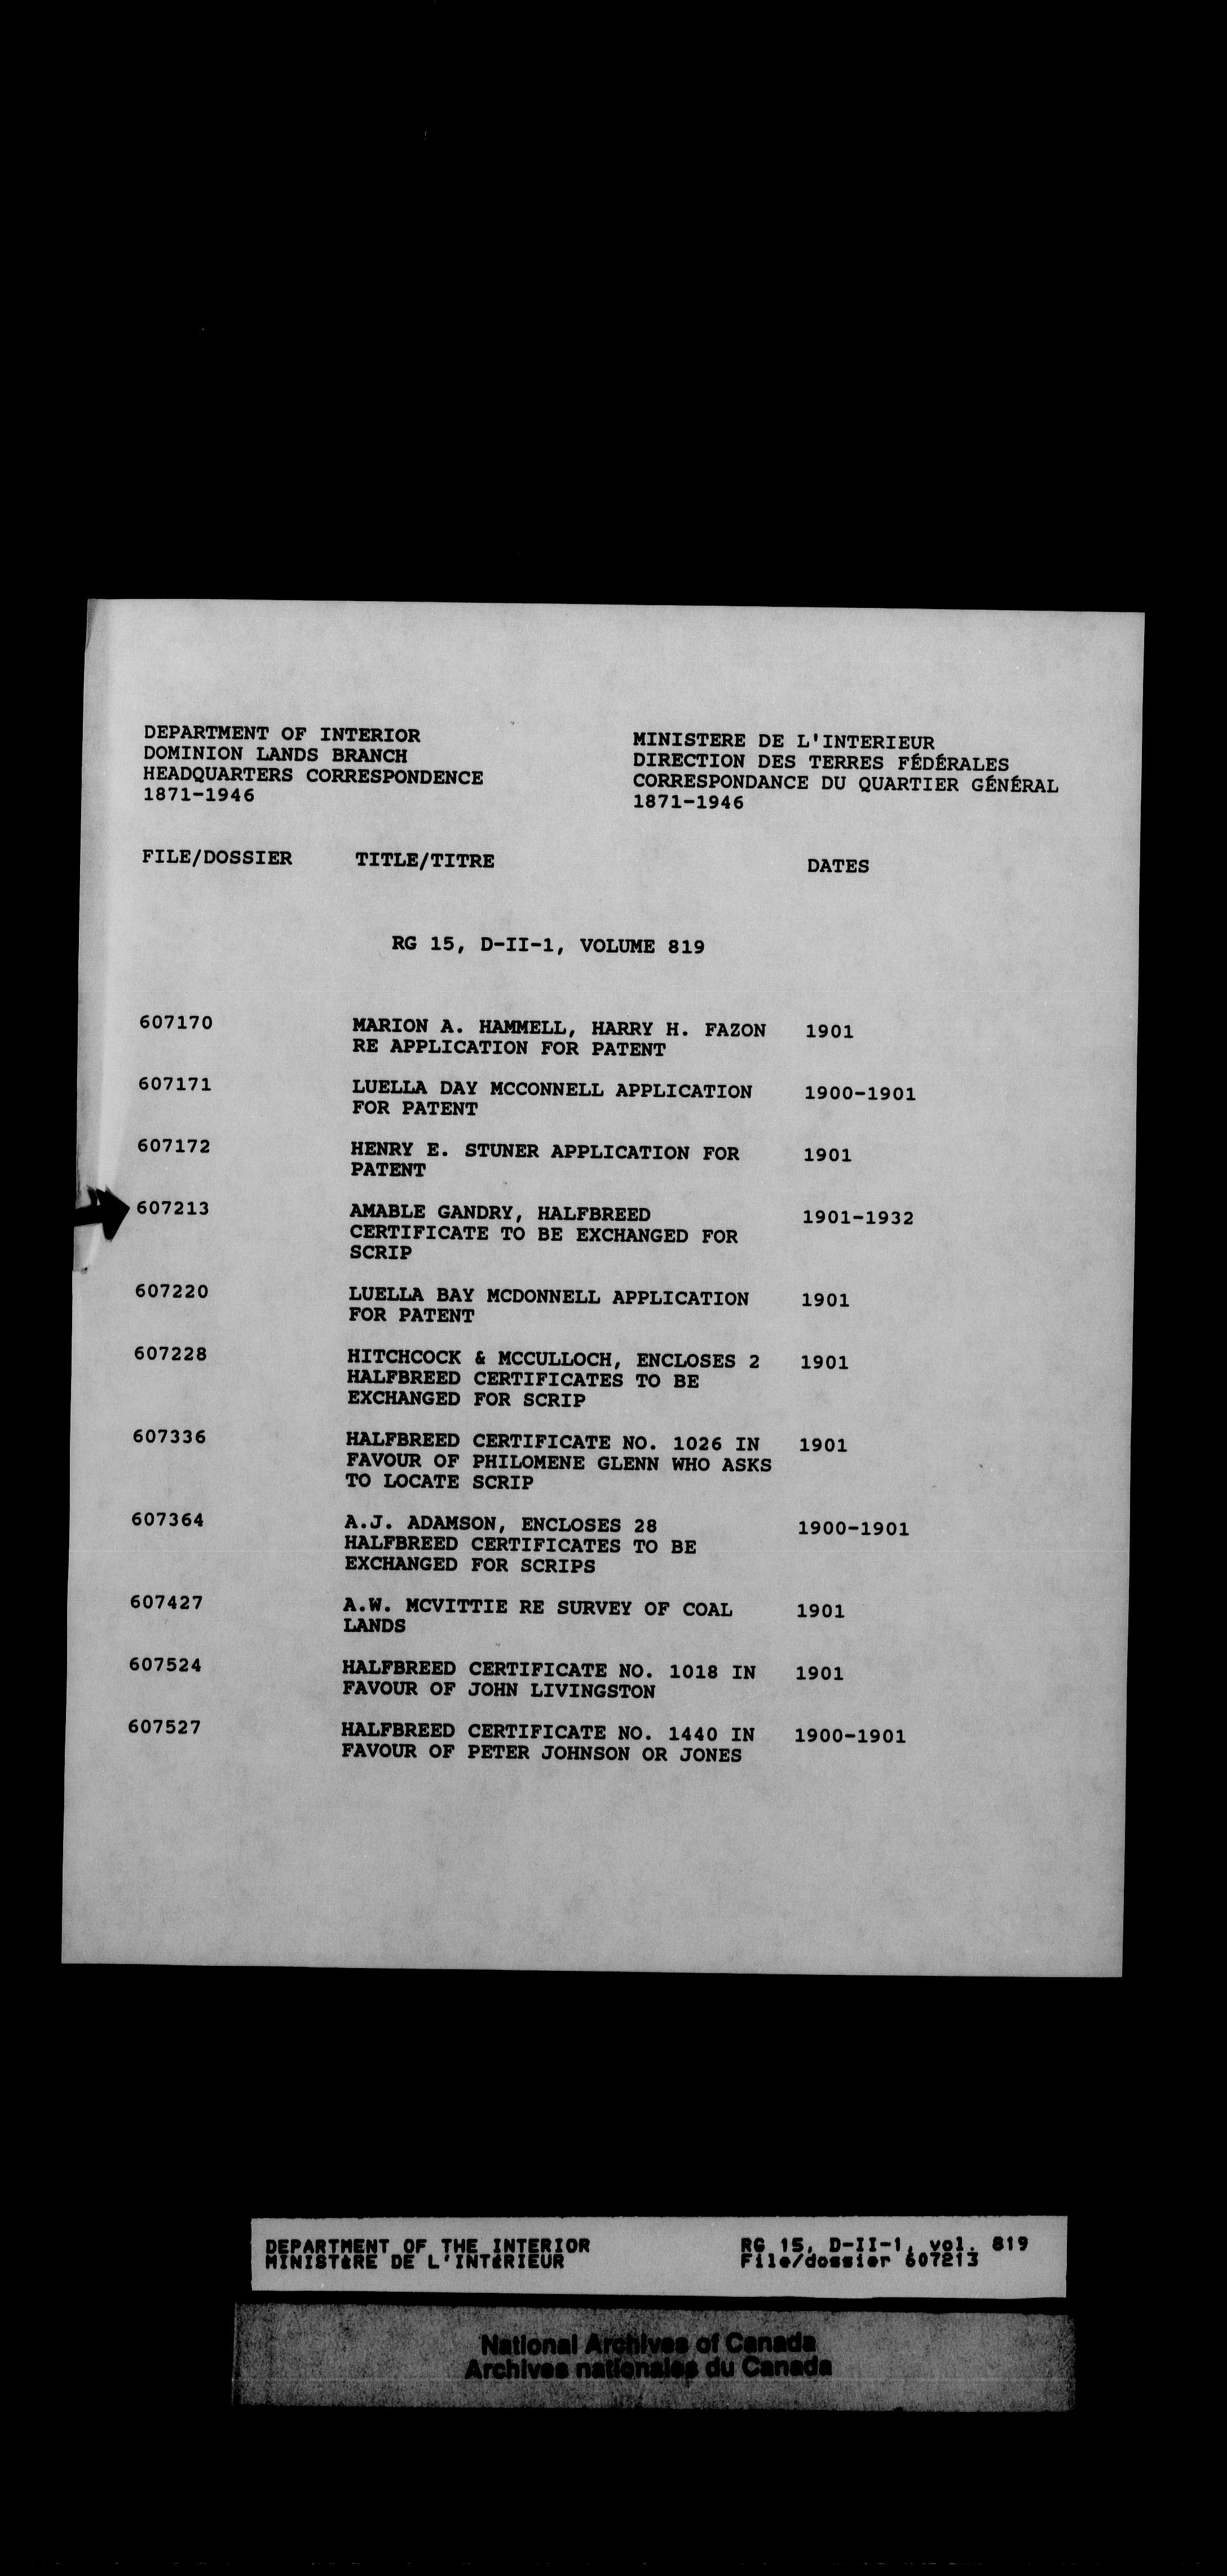 DEPARTMENT OF INTERIOR
DOMINION LANDS BRANCH
HEADQUARTERS CORRESPONDENCE
1871-1946
MINISTERE DE L'INTERIEUR
DIRECTION DES TERRES FÉDÉRALES
CORRESPONDANCE DU QUARTIER GÉNÉRAL
1871-1946
FILE/DOSSIER TITLE/TITRE DATES
RG 15, D-II-1, VOLUME 819
607170 MARION A. HAMMELL, HARRY H. FAZON 1901
RE APPLICATION FOR PATENT
607171 LUELLA DAY MCCONNELL APPLICATION 1900-1901
FOR PATENT
607172 HENRY E. STUNER APPLICATION FOR 1901
PATENT
607213 AMABLE GANDRY, HALFBREED 1901-1932
CERTIFICATE TO BE EXCHANGED FOR
SCRIP
607220 LUELLA BAY MCDONNELL APPLICATION 1901
FOR PATENT
607228 HITCHCOCK & MCCULLOCH, ENCLOSES 2 1901
HALFBREED CERTIFICATES TO BE
EXCHANGED FOR SCRIP
607336 HALFBREED CERTIFICATE NO. 1026 IN 1901
FAVOUR OF PHILOMENE GLENN WHO ASKS
TO LOCATE SCRIP
607364 A.J. ADAMSON, ENCLOSES 28 1900-1901
HALFBREED CERTIFICATES TO BE
EXCHANGED FOR SCRIPS
607427 A.W. MCVITTIE RE SURVEY OF COAL 1901
LANDS
607524 HALFBREED CERTIFICATE NO. 1018 IN 1901
FAVOUR OF JOHN LIVINGSTON
607527 HALFBREED CERTIFICATE NO. 1440 IN 1900-1901
FAVOUR OF PETER JOHNSON OR JONES
DEPARTMENT OF THE INTERIOR RG 15, D-II-1, vol. 819
MINISTèRE DE L'INTéRIEUR File/dossier 607213
National Archives of Canada
Archives nationales du Canada